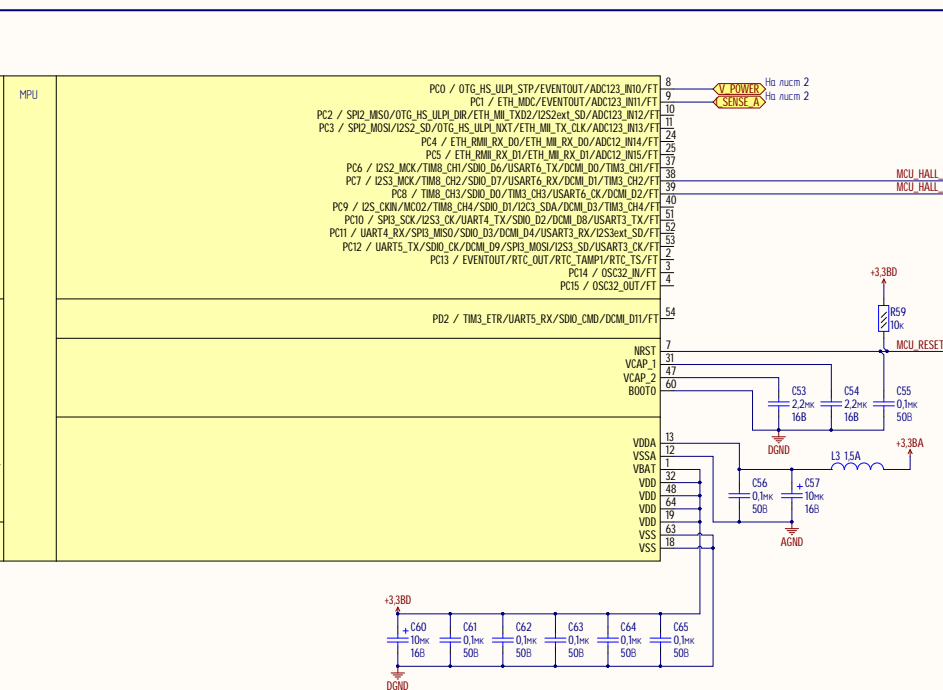 MPU
PC0 / OTG_HS_ULPI_STP/EVENTOUT/ADC123_IN10/FT 8 V_POWER На лист 2
PC1 / ETH_MDC/EVENTOUT/ADC123_IN11/FT 9 SENSE_A На лист 2
PC2 / SPI2_MISO/OTG_HS_ULPI_DIR/ETH_MII_TXD2/I2S2ext_SD/ADC123_IN12/FT 10
PC3 / SPI2_MOSI/I2S2_SD/OTG_HS_ULPI_NXT/ETH_MII_TX_CLK/ADC123_IN13/FT 11
PC4 / ETH_RMII_RX_D0/ETH_MII_RX_D0/ADC12_IN14/FT 24
PC5 / ETH_RMII_RX_D1/ETH_MII_RX_D1/ADC12_IN15/FT 25
PC6 / I2S2_MCK/TIM8_CH1/SDIO_D6/USART6_TX/DCMI_D0/TIM3_CH1/FT 37
PC7 / I2S3_MCK/TIM8_CH2/SDIO_D7/USART6_RX/DCMI_D1/TIM3_CH2/FT 38 MCU_HALL_
PC8 / TIM8_CH3/SDIO_D0/TIM3_CH3/USART6_CK/DCMI_D2/FT 39 MCU_HALL_
PC9 / I2S_CKIN/MCO2/TIM8_CH4/SDIO_D1/I2C3_SDA/DCMI_D3/TIM3_CH4/FT 40
PC10 / SPI3_SCK/I2S3_CK/UART4_TX/SDIO_D2/DCMI_D8/USART3_TX/FT 51
PC11 / UART4_RX/SPI3_MISO/SDIO_D3/DCMI_D4/USART3_RX/I2S3ext_SD/FT 52
PC12 / UART5_TX/SDIO_CK/DCMI_D9/SPI3_MOSI/I2S3_SD/USART3_CK/FT 53
PC13 / EVENTOUT/RTC_OUT/RTC_TAMP1/RTC_TS/FT 2
PC14 / OSC32_IN/FT 3
PC15 / OSC32_OUT/FT 4
+3,3BD
R59
10к
PD2 / TIM3_ETR/UART5_RX/SDIO_CMD/DCMI_D11/FT 54
NRST 7 MCU_RESET
VCAP_1 31
VCAP_2 47
BOOT0 60
C53
2,2мк
16В
C54
2,2мк
16В
C55
0,1мк
50В
DGND
+3,3BA
L3 1,5А
VDDA 13
VSSA 12
VBAT 1
VDD 32
VDD 48
VDD 64
VDD 19
VSS 63
VSS 18
C56
0,1мк
50В
+ C57
10мк
16В
AGND
+3,3BD
+ C60
10мк
16В
C61
0,1мк
50В
C62
0,1мк
50В
C63
0,1мк
50В
C64
0,1мк
50В
C65
0,1мк
50В
DGND